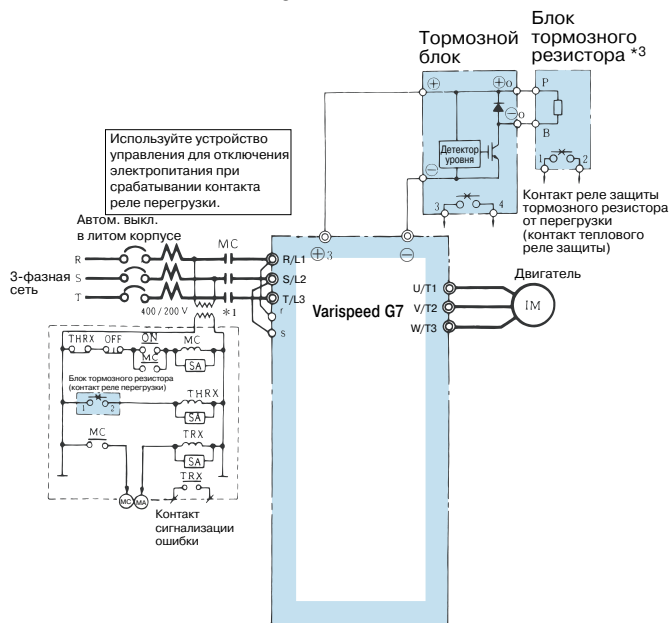 Тормозной
блок
Блок
тормозного
резистора *3
⊕
⊕o
P
⊖o
B
Детектор
уровня
1
2
⊖
3
4
Используйте устройство
управления для отключения
электропитания при
срабатывании контакта
реле перегрузки.
Контакт реле защиты
тормозного резистора
от перегрузки
(контакт теплового
реле защиты)
Автом. выкл.
в литом корпусе
MC
⊕3
⊖
R
R/L1
3-фазная
сеть
S
S/L2
T
T/L3
400/200 V
*1
r
s
Varispeed G7
Двигатель
U/T1
V/T2
W/T3
IM
THRX
OFF
ON
MC
MC
SA
Блок тормозного резистора
(контакт реле перегрузки)
1
2
THRX
SA
MC
TRX
SA
TRX
MC
MA
Контакт
сигнализации
ошибки